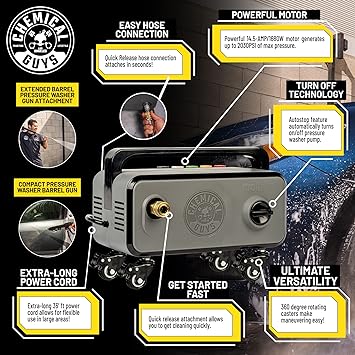 CHEMICAL
GUYS
EASY HOSE
CONNECTION
Quick Release hose connection
attaches in seconds!
POWERFUL MOTOR
Powerful 14.5-AMP/1660W motor generates
up to 2030PSI of max pressure.
TURN OFF
TECHNOLOGY
Autostop feature
automatically turns
on/off pressure
washer pump.
EXTENDED BARREL
PRESSURE WASHER
GUN ATTACHMENT
COMPACT PRESSURE
WASHER BARREL GUN
CHEMICAL
GUYS
EXTRA-LONG
POWER CORD
Extra-long 35' ft power
cord allows for flexible
use in large areas!
GET STARTED
FAST
Quick release attachment allows
you to get cleaning quickly.
ULTIMATE
VERSATILITY
360 degree rotating
casters make
maneuvering easy!